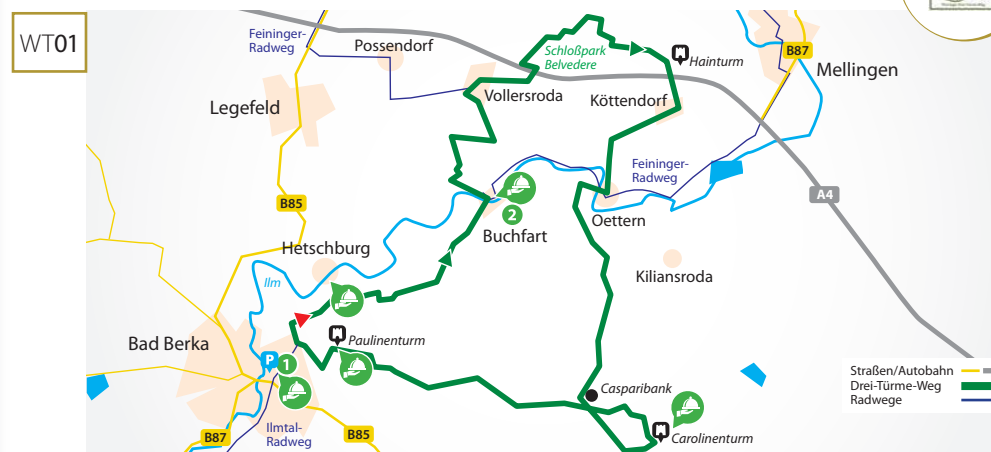 WT01
Feininger-
Radweg
Possendorf
Schloßpark
Belvedere
Hainturm
B87
Mellingen
Legefeld
Vollersroda
Köttendorf
Feininger-
Radweg
A4
B85
2
Oettern
Buchfart
Hetschburg
Kiliansroda
Ilm
Bad Berka
Paulinenturm
P
1
Straßen/Autobahn
Drei-Türme-Weg
Radwege
Casparibank
Carolinenturm
Ilmtal-
Radweg
B87
B85